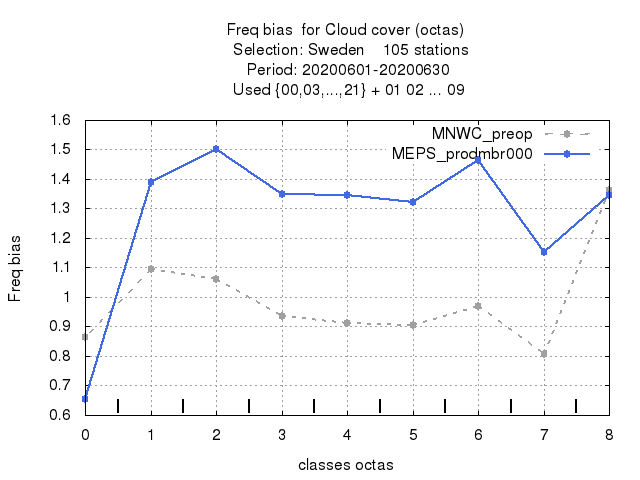 Freq bias  for Cloud cover (octas)
Selection: Sweden    105 stations
Period: 20200601-20200630
Used {00,03,...,21} + 01 02 ... 09
MNWC_preop
MEPS_prodmbr000
1.6
1.5
1.4
1.3
1.2
1.1
1
0.9
0.8
0.7
0.6
Freq bias
0 1 2 3 4 5 6 7 8
classes octas